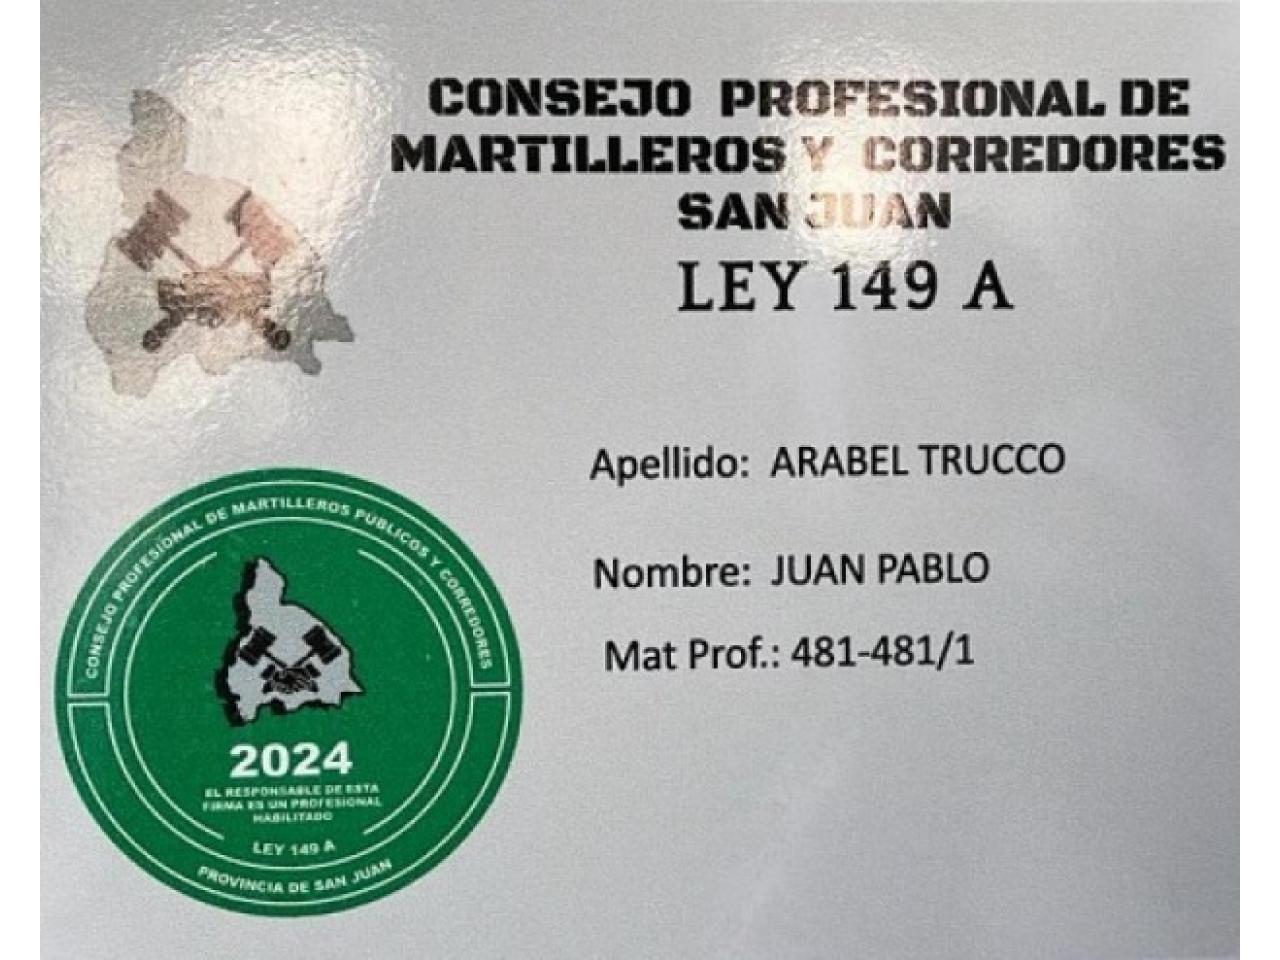 CONSEJO PROFESIONAL DE
MARTILLEROS Y CORREDORES
SAN JUAN
LEY 149 A
Apellido: ARABEL TRUCCO
Nombre: JUAN PABLO
Mat Prof.: 481-481/1
CONSEJO PROFESIONAL DE MARTILLEROS PÚBLICOS Y CORREDORES
2024
EL RESPONSABLE DE ESTA
FIRMA ES UN PROFESIONAL
HABILITADO
LEY 149 A
PROVINCIA DE SAN JUAN